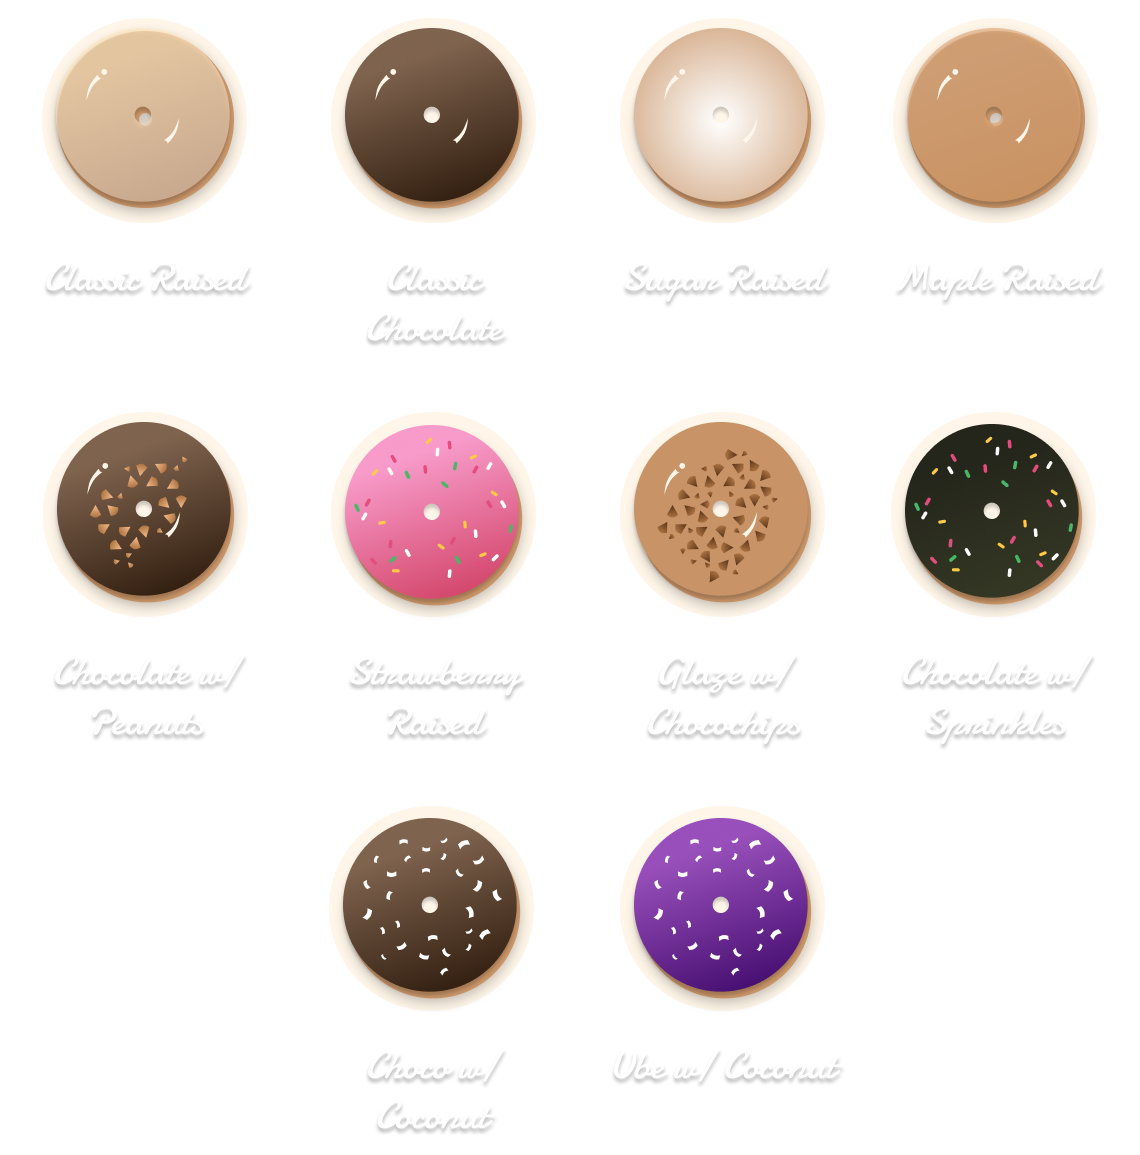 Classic Raised
Classic
Chocolate
Sugar Raised
Maple Raised
Chocolate w/
Peanuts
Strawberry
Raised
Glaze w/
Chocochips
Chocolate w/
Sprinkles
Choco w/
Coconut
Ube w/ Coconut